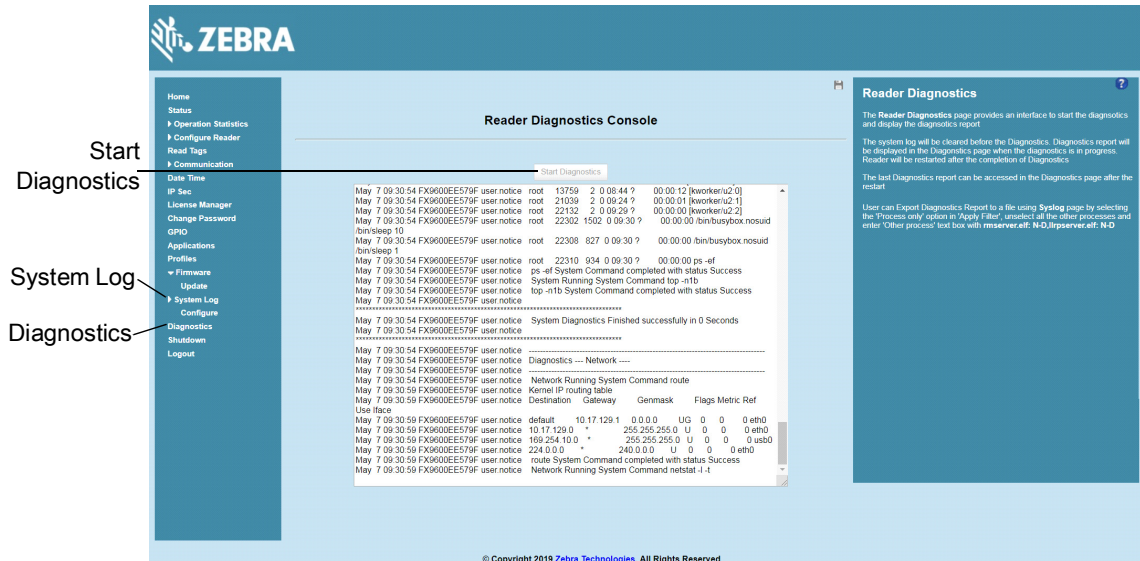 ZEBRA
Start
Diagnostics
System Log
Diagnostics
Home
Status
Operation Statistics
Configure Reader
Read Tags
Communication
Date Time
IP Sec
License Manager
Change Password
GPIO
Applications
Profiles
Firmware
Update
System Log
Configure
Diagnostics
Shutdown
Logout
Reader Diagnostics Console
Start Diagnostics
May 7 09:30:54 FX9600EE579F user.notice root 13759 2 0 08:44 ? 00:00:12 [kworker/u2:0]
May 7 09:30:54 FX9600EE579F user.notice root 21039 2 0 09:24 ? 00:00:01 [kworker/u2:1]
May 7 09:30:54 FX9600EE579F user.notice root 22132 2 0 09:29 ? 00:00:00 [kworker/u2:2]
May 7 09:30:54 FX9600EE579F user.notice root 22302 1502 0 09:30 ? 00:00:00 /bin/busybox.nosuid
/bin/sleep 10
May 7 09:30:54 FX9600EE579F user.notice root 22308 827 0 09:30 ? 00:00:00 /bin/busybox.nosuid
/bin/sleep 1
May 7 09:30:54 FX9600EE579F user.notice root 22310 934 0 09:30 ? 00:00:00 ps -ef
May 7 09:30:54 FX9600EE579F user.notice ps -ef System Command completed with status Success
May 7 09:30:54 FX9600EE579F user.notice System Running System Command top -n1b
May 7 09:30:54 FX9600EE579F user.notice top -n1b System Command completed with status Success
May 7 09:30:54 FX9600EE579F user.notice
********************************************************************************
May 7 09:30:54 FX9600EE579F user.notice System Diagnostics Finished successfully in 0 Seconds
May 7 09:30:54 FX9600EE579F user.notice
********************************************************************************
May 7 09:30:54 FX9600EE579F user.notice --------------------------------------------------------------------------------
May 7 09:30:54 FX9600EE579F user.notice Diagnostics --- Network ----
May 7 09:30:54 FX9600EE579F user.notice --------------------------------------------------------------------------------
May 7 09:30:54 FX9600EE579F user.notice Network Running System Command route
May 7 09:30:59 FX9600EE579F user.notice Kernel IP routing table
May 7 09:30:59 FX9600EE579F user.notice Destination Gateway Genmask Flags Metric Ref
Use Iface
May 7 09:30:59 FX9600EE579F user.notice default 10.17.129.1 0.0.0.0 UG 0 0 0 eth0
May 7 09:30:59 FX9600EE579F user.notice 10.17.129.0 * 255.255.255.0 U 0 0 0 eth0
May 7 09:30:59 FX9600EE579F user.notice 169.254.10.0 * 255.255.255.0 U 0 0 0 usb0
May 7 09:30:59 FX9600EE579F user.notice 224.0.0.0 * 240.0.0.0 U 0 0 0 eth0
May 7 09:30:59 FX9600EE579F user.notice route System Command completed with status Success
May 7 09:30:59 FX9600EE579F user.notice Network Running System Command netstat -l -t
?
Reader Diagnostics
The Reader Diagnostics page provides an interface to start the diagnsotics
and display the diagnsotics report
The system log will be cleared before the Diagnostics. Diagnostics report will
be displayed in the Diagonstics page when the diagnostics is in progress.
Reader will be restarted after the completion of Diagnostics
The last Diagnostics report can be accessed in the Diagnostics page after the
restart
User can Export Diagnostics Report to a file using Syslog page by selecting
the 'Process only' option in 'Apply Filter', unselect all the other processes and
enter 'Other process' text box with rmserver.elf: N-D,llrpserver.elf: N-D
© Copyright 2019 Zebra Technologies. All Rights Reserved